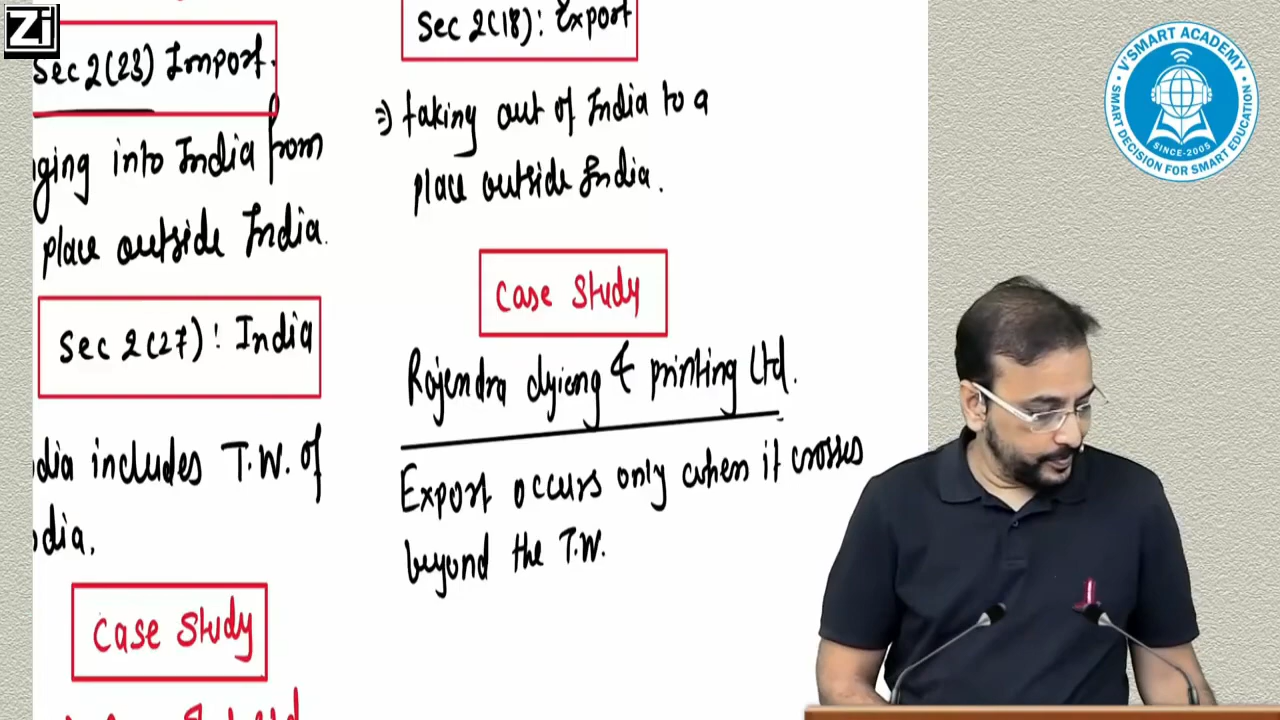 Zi
Sec 2(23) Import.
ging into India from
place outside India.
Sec 2(27): India
dia includes T.W. of
dia.
Case Study
Sec 2(18): Export
⇒ taking out of India to a
place outside India.
Case Study
Rajendra dyieng & printing Ltd.
Export occurs only when it crosses
beyond the T.W.
V'SMART ACADEMY
SINCE-2005
SMART DECISION FOR SMART EDUCATION